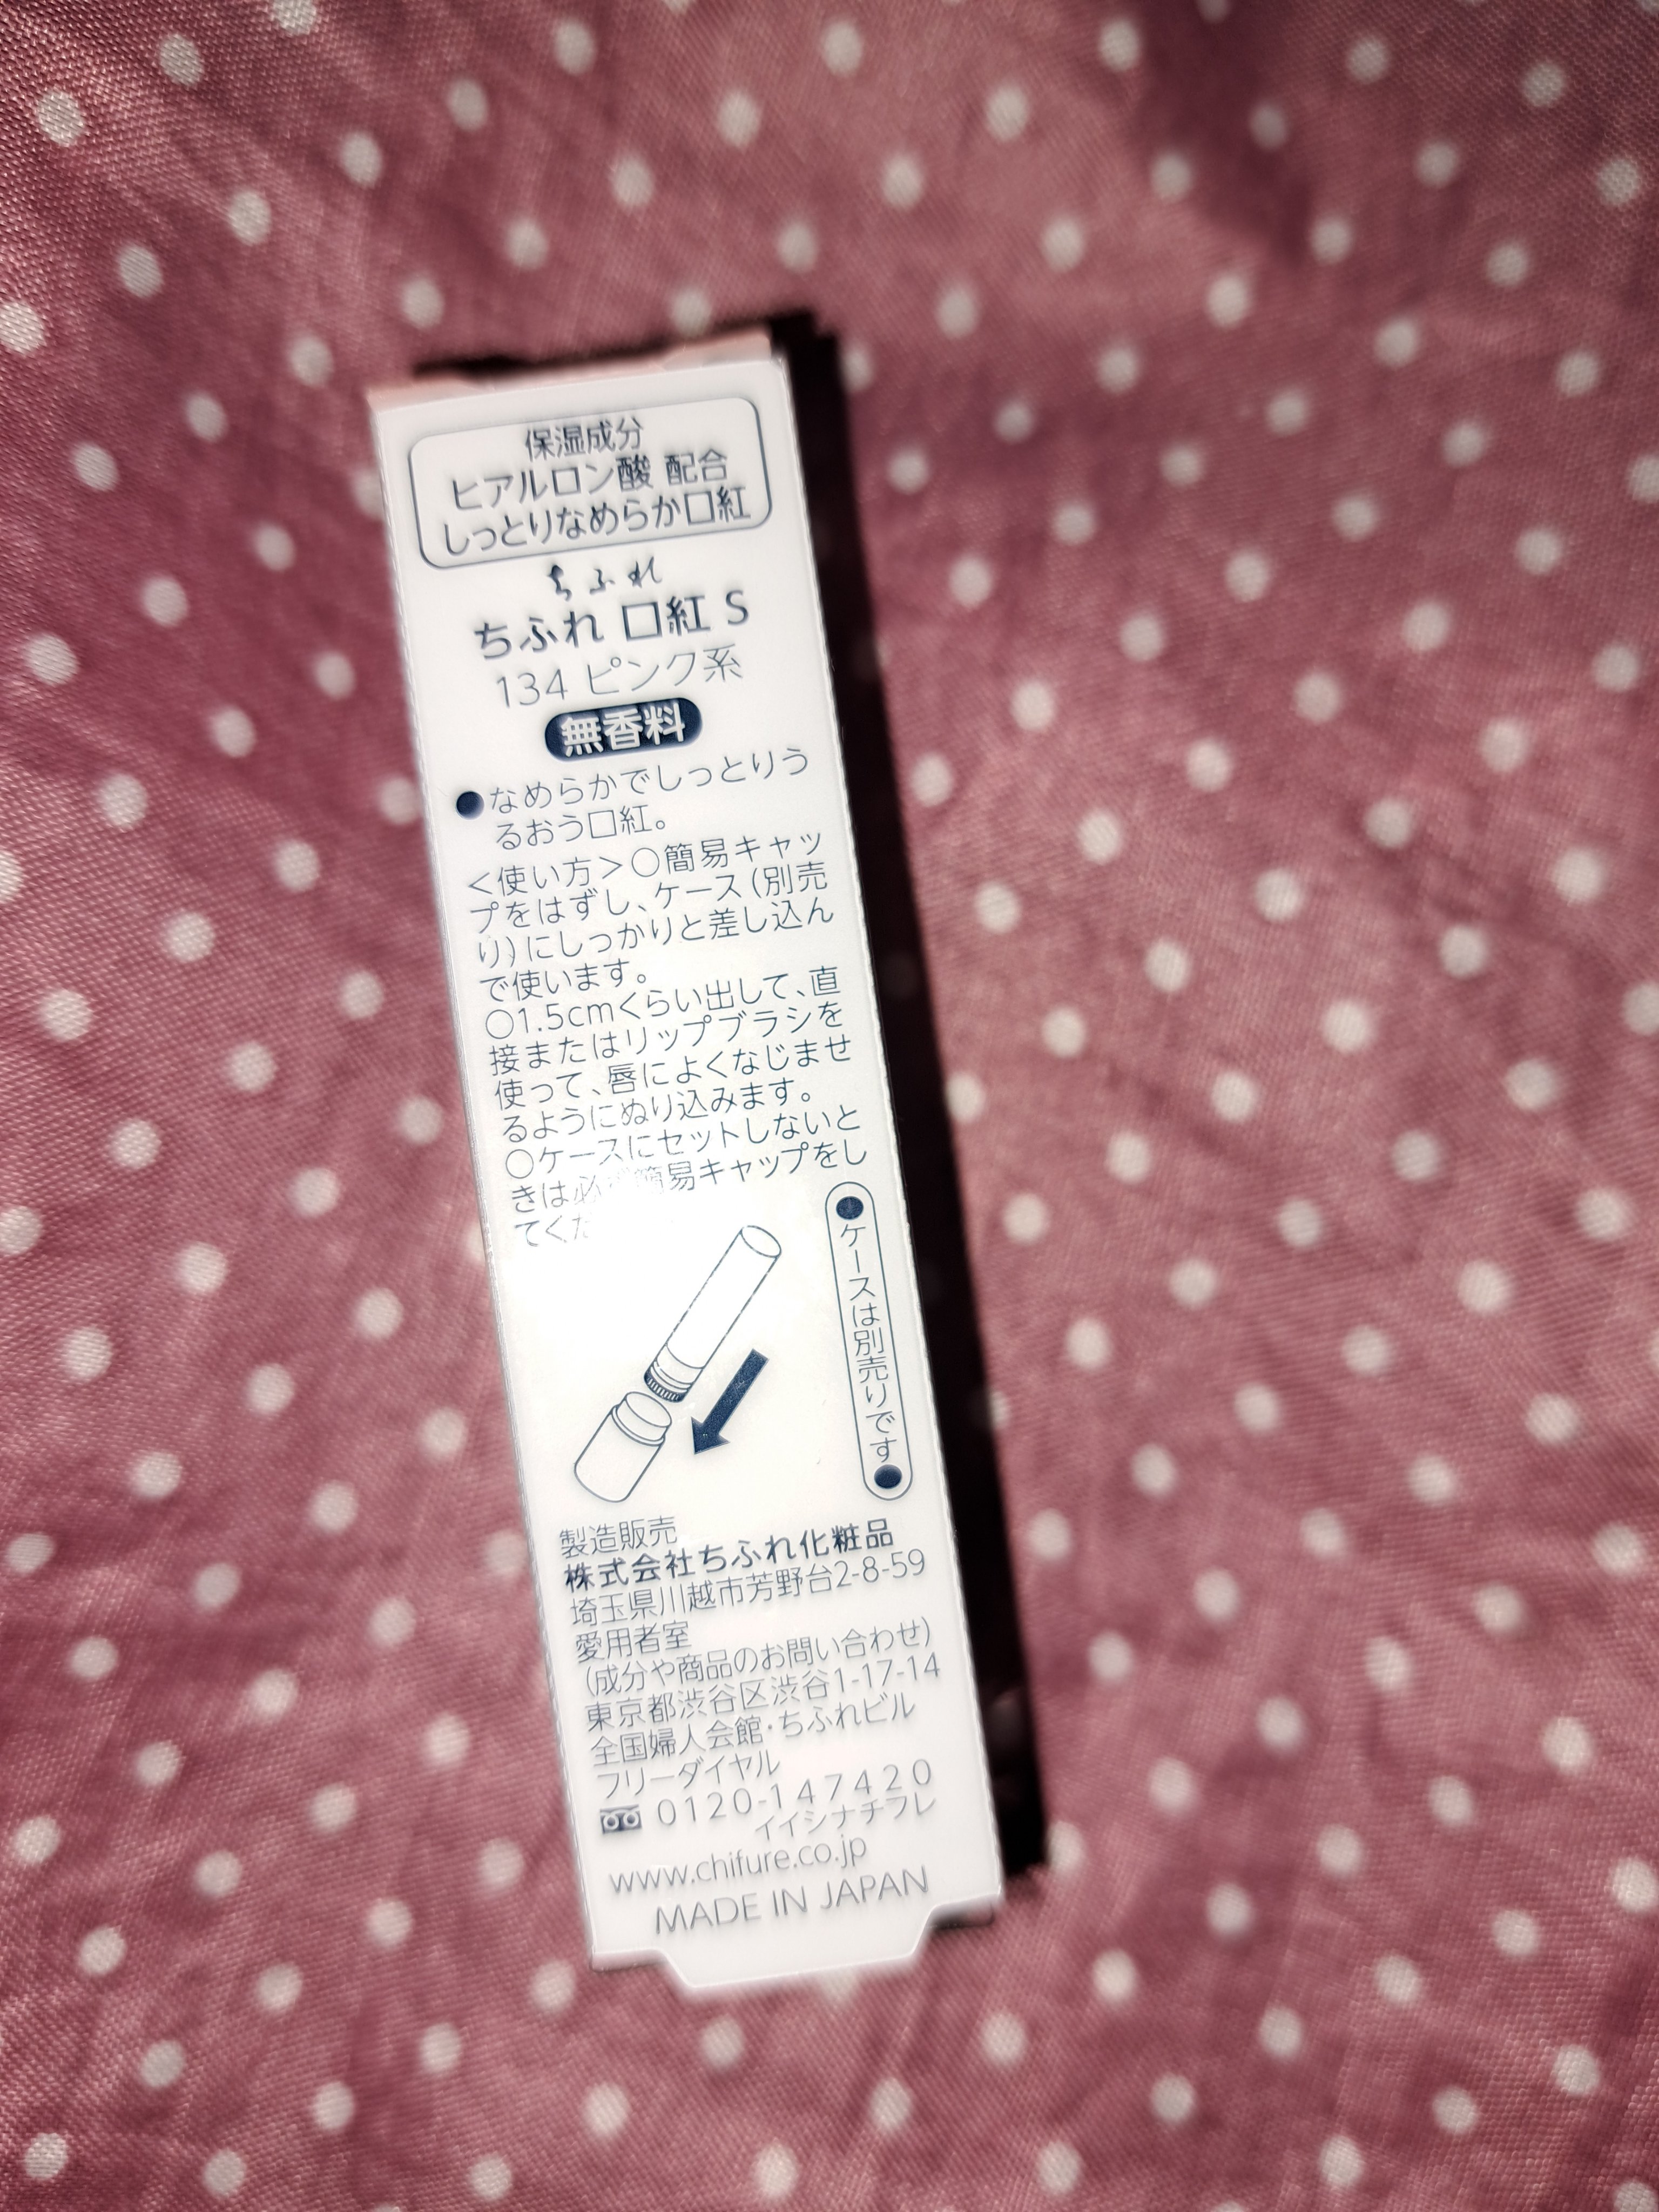 保湿成分
ヒアルロン酸 配合
しっとりなめらか口紅
ちふれ
ちふれ 口紅 S
134 ピンク系
無香料
●なめらかでしっとりう
るおう口紅。
＜使い方＞○簡易キャッ
プをはずし、ケース(別売
り)にしっかりと差し込ん
で使います。
○1.5cmくらい出して、直
接またはリップブラシを
使って、唇によくなじませ
るようにぬり込みます。
○ケースにセットしないと
きは必ず簡易キャップをし
てくだ
●ケースは別売りです●
製造販売
株式会社ちふれ化粧品
埼玉県川越市芳野台2-8-59
愛用者室
(成分や商品のお問い合わせ)
東京都渋谷区渋谷1-17-14
全国婦人会館・ちふれビル
フリーダイヤル
0120-147420
イイシナチフレ
www.chifure.co.jp
MADE IN JAPAN